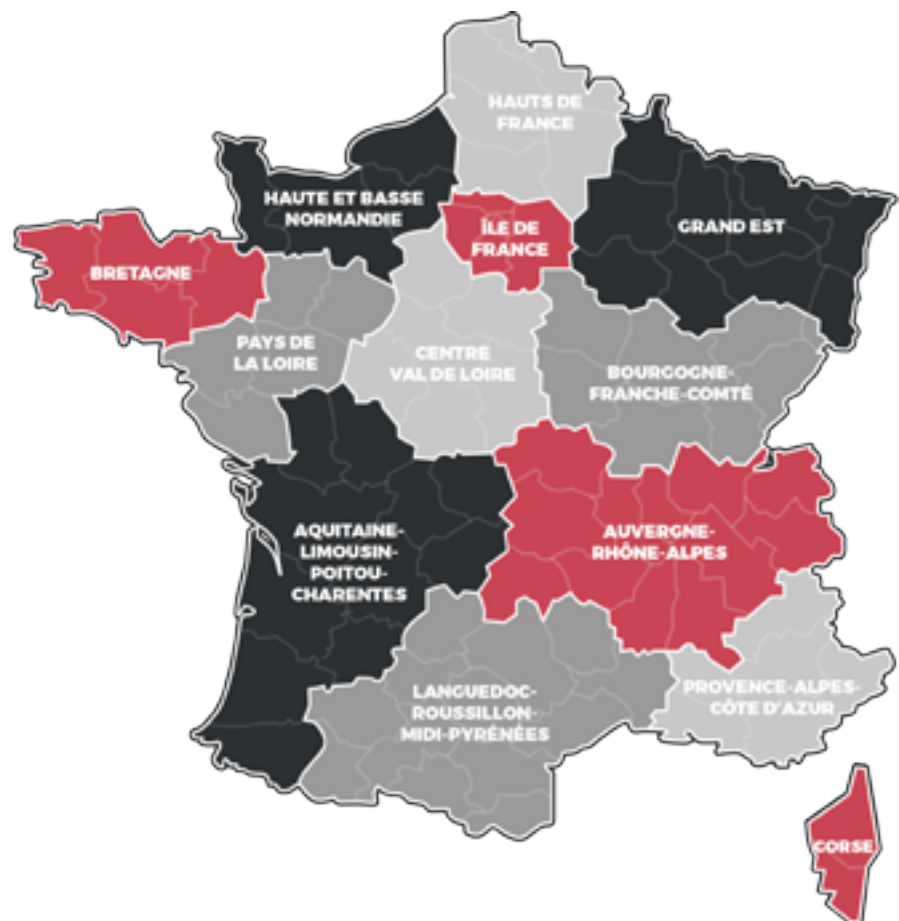 HAUTS DE
FRANCE
HAUTE ET BASSE
NORMANDIE
ÎLE DE
FRANCE
GRAND EST
BRETAGNE
PAYS DE
LA LOIRE
CENTRE
VAL DE LOIRE
BOURGOGNE-
FRANCHE-COMTÉ
AQUITAINE-
LIMOUSIN-
POITOU-
CHARENTES
AUVERGNE-
RHÔNE-ALPES
LANGUEDOC-
ROUSSILLON-
MIDI-PYRÉNÉES
PROVENCE-ALPES-
CÔTE D'AZUR
CORSE